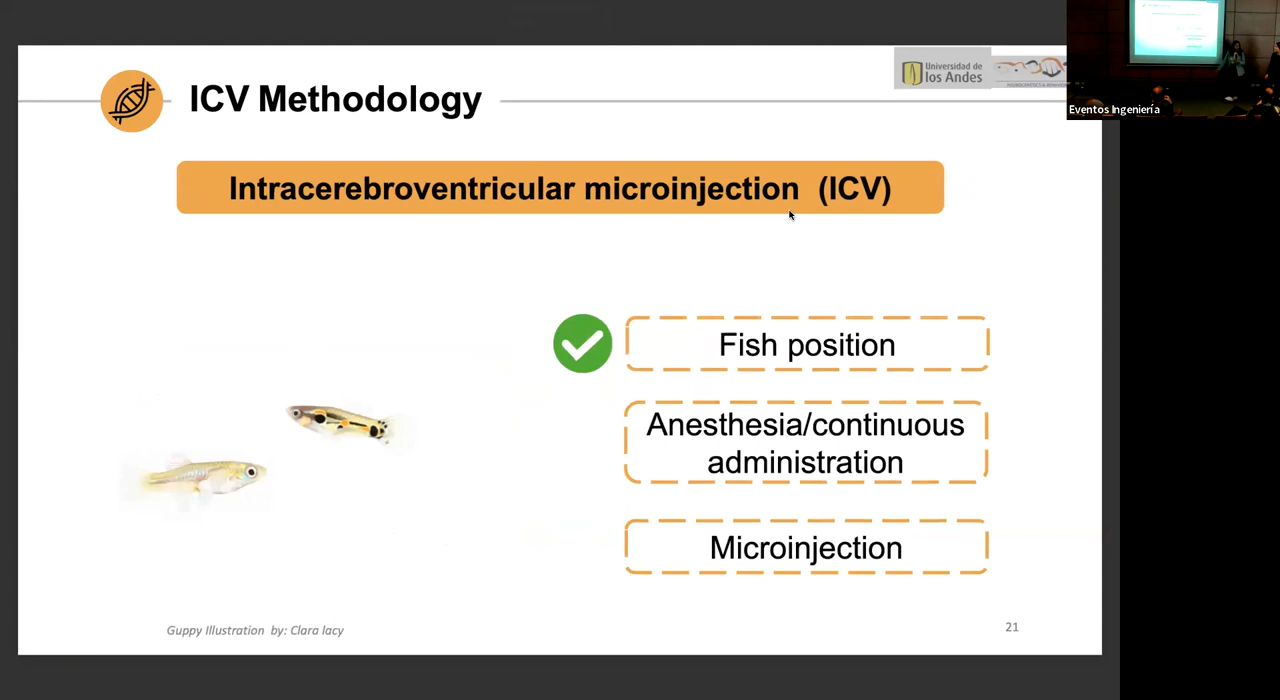 Universidad de
los Andes
ICV Methodology
Eventos Ingeniería
Intracerebroventricular microinjection (ICV)
Fish position
Anesthesia/continuous
administration
Microinjection
Guppy Illustration by: Clara lacy
21